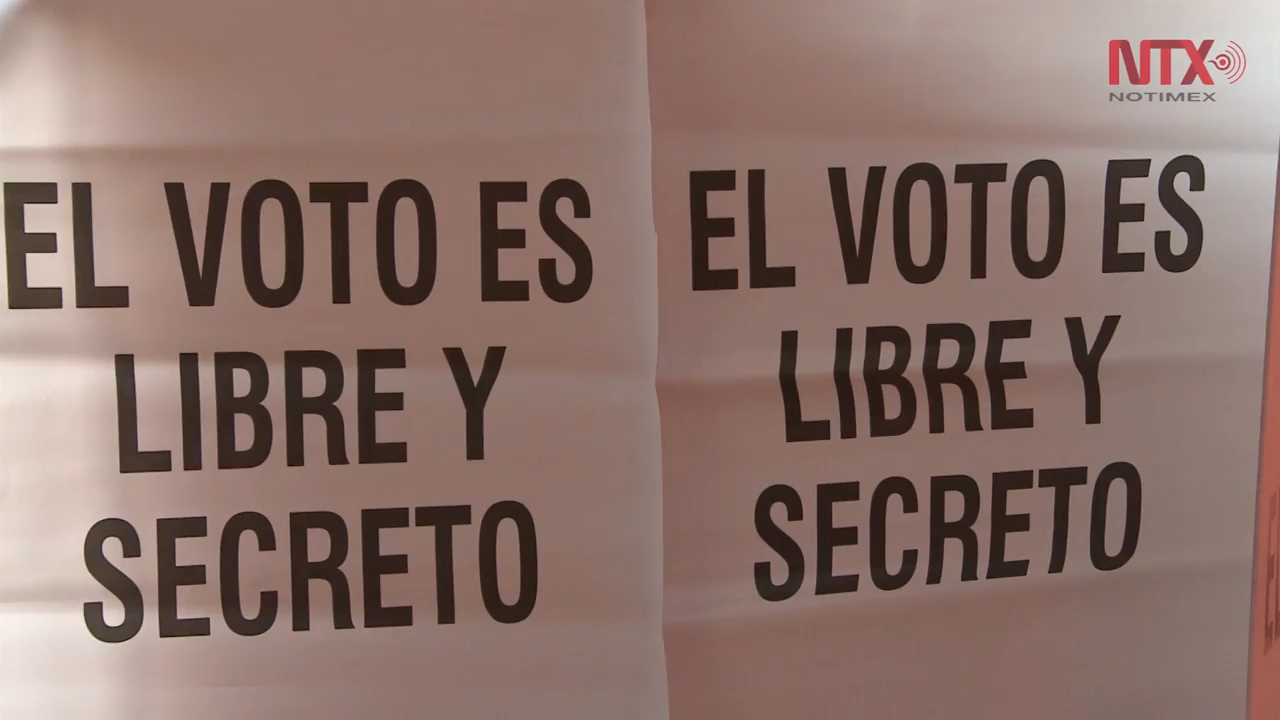 NTX
NOTIMEX
EL VOTO ES
LIBRE Y
SECRETO
EL VOTO ES
LIBRE Y
SECRETO